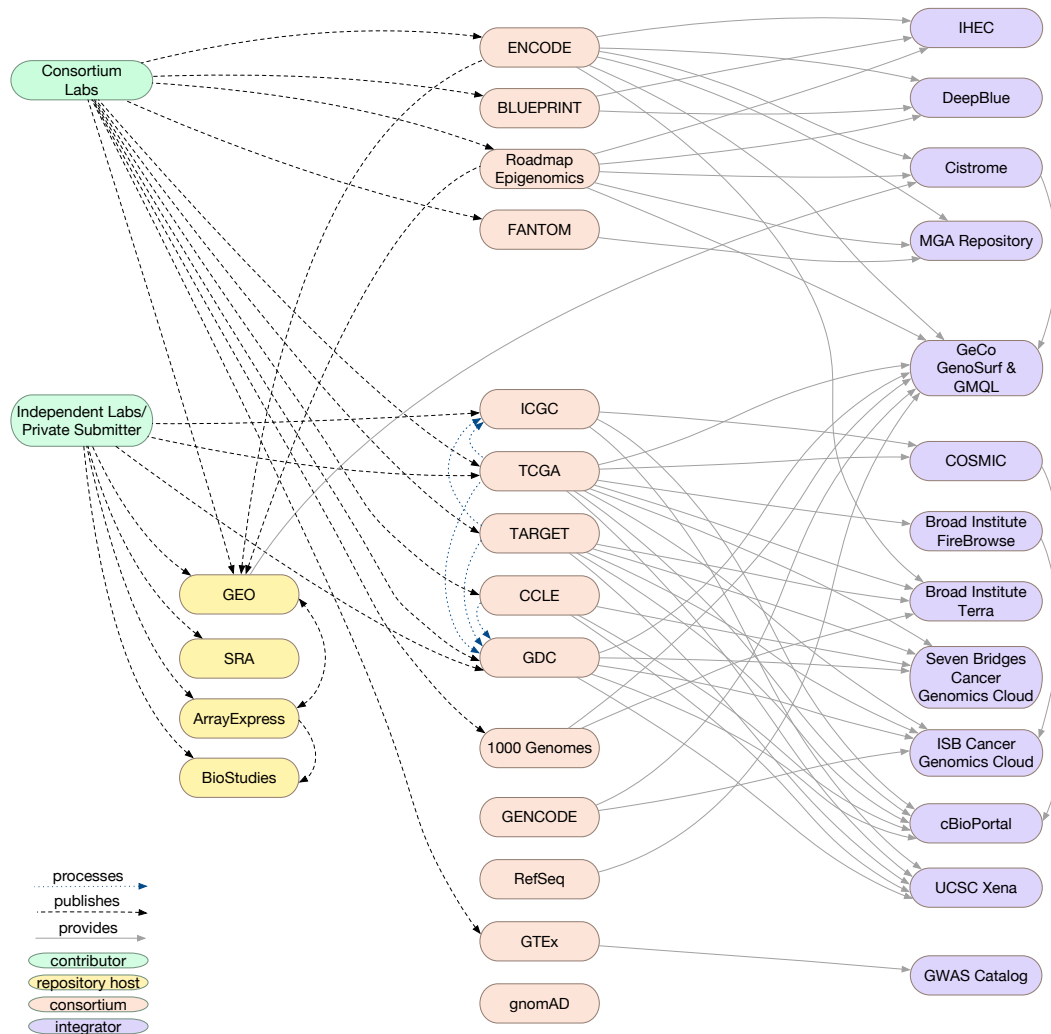 Consortium
Labs
Independent Labs/
Private Submitter
GEO
SRA
ArrayExpress
BioStudies
ENCODE
BLUEPRINT
Roadmap
Epigenomics
FANTOM
ICGC
TCGA
TARGET
CCLE
GDC
1000 Genomes
GENCODE
RefSeq
GTEx
gnomAD
IHEC
DeepBlue
Cistrome
MGA Repository
GeCo
GenoSurf &
GMQL
COSMIC
Broad Institute
FireBrowse
Broad Institute
Terra
Seven Bridges
Cancer
Genomics Cloud
ISB Cancer
Genomics Cloud
cBioPortal
UCSC Xena
GWAS Catalog
processes
publishes
provides
contributor
repository host
consortium
integrator